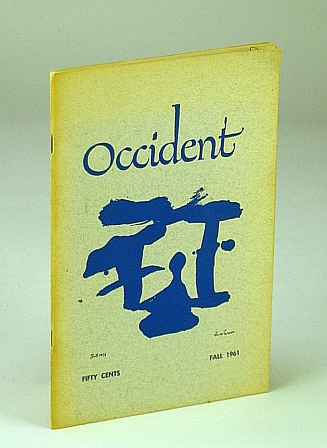 Occident
FIFTY CENTS
FALL 1961